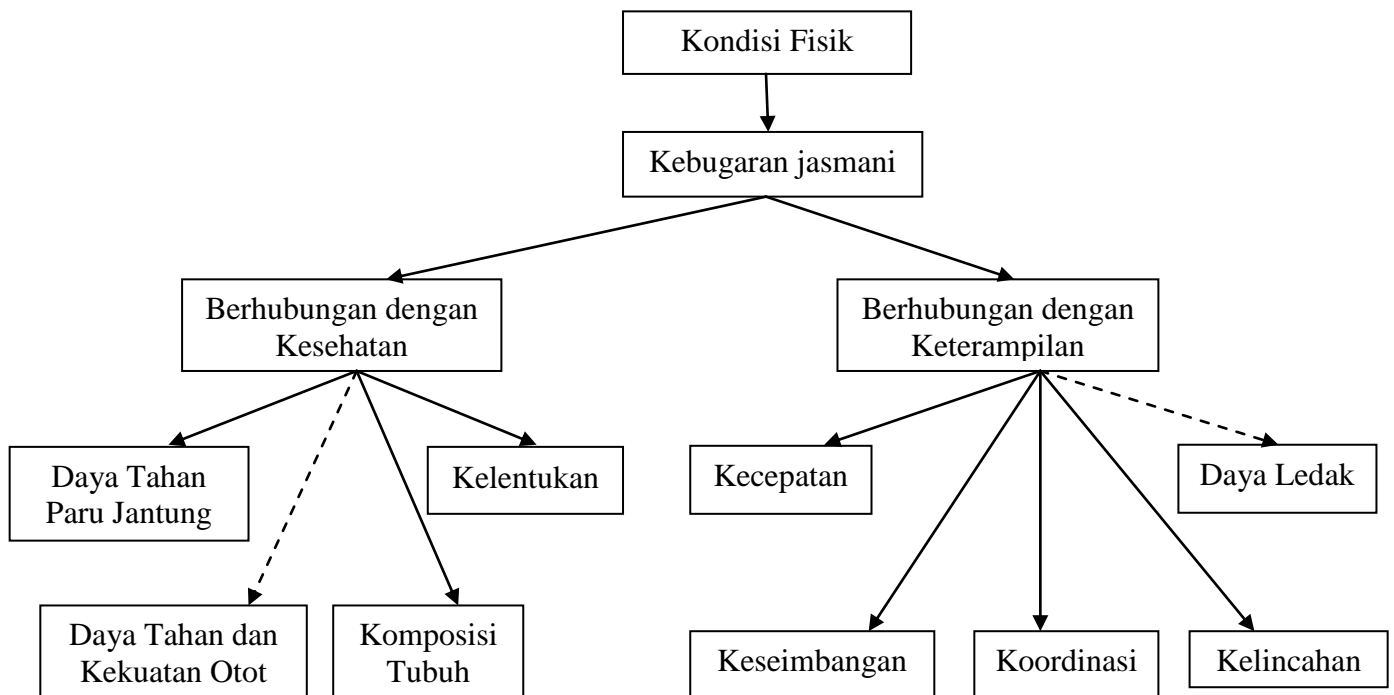 Kondisi Fisik
Kebugaran jasmani
Berhubungan dengan
Kesehatan
Berhubungan dengan
Keterampilan
Daya Tahan
Paru Jantung
Kelentukan
Kecepatan
Daya Ledak
Daya Tahan dan
Kekuatan Otot
Komposisi
Tubuh
Keseimbangan
Koordinasi
Kelincahan